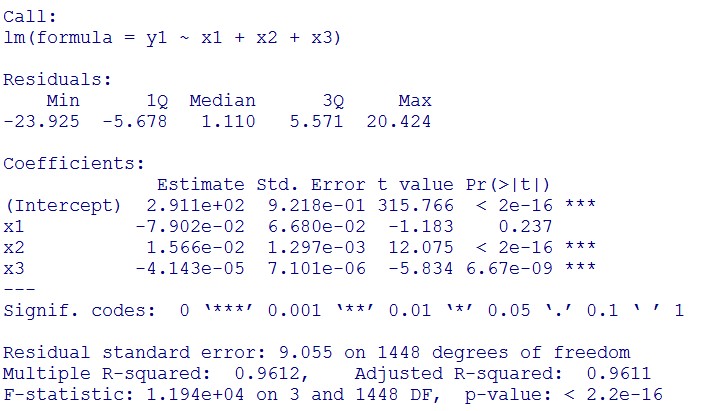 Call:
lm(formula = y1 ~ x1 + x2 + x3)
Residuals:
Min 1Q Median 3Q Max
-23.925 -5.678 1.110 5.571 20.424
Coefficients:
Estimate Std. Error t value Pr(>|t|)
(Intercept) 2.911e+02 9.218e-01 315.766 < 2e-16 ***
x1 -7.902e-02 6.680e-02 -1.183 0.237
x2 1.566e-02 1.297e-03 12.075 < 2e-16 ***
x3 -4.143e-05 7.101e-06 -5.834 6.67e-09 ***
---
Signif. codes: 0 ‘***’ 0.001 ‘**’ 0.01 ‘*’ 0.05 ‘.’ 0.1 ‘ ’ 1
Residual standard error: 9.055 on 1448 degrees of freedom
Multiple R-squared: 0.9612, Adjusted R-squared: 0.9611
F-statistic: 1.194e+04 on 3 and 1448 DF, p-value: < 2.2e-16